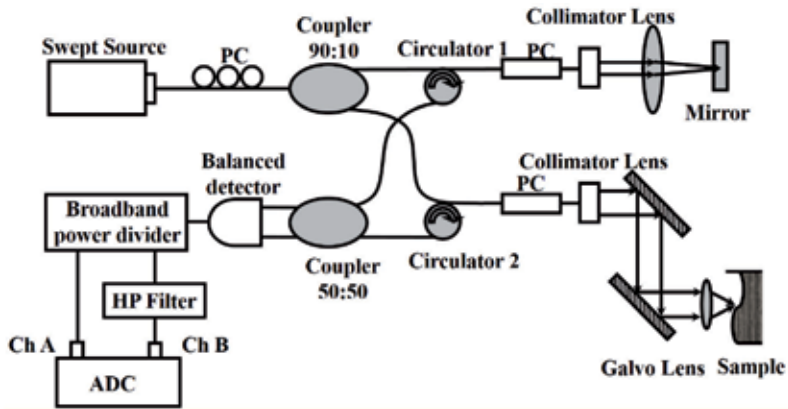 Swept Source
PC
Coupler
90:10
Circulator 1
PC
Collimator Lens
Mirror
Balanced
detector
Broadband
power divider
Coupler
50:50
Circulator 2
PC
Collimator Lens
HP Filter
Ch A
Ch B
ADC
Galvo Lens
Sample